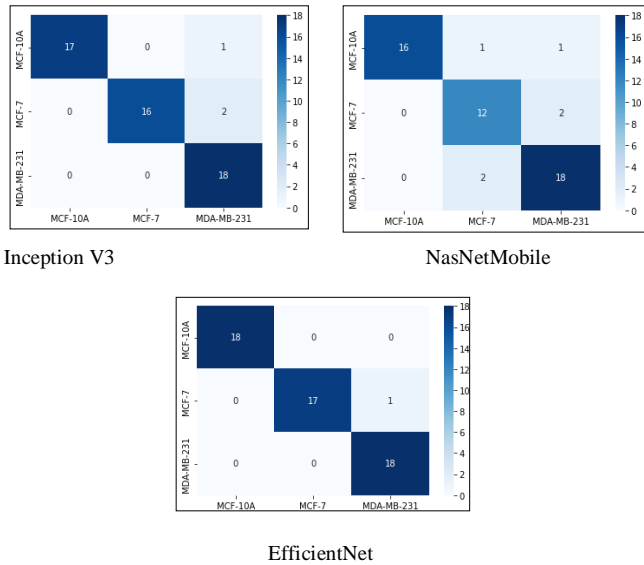 MCF-10A 17 0 1
MCF-7 0 16 2
MDA-MB-231 0 0 18
MCF-10A MCF-7 MDA-MB-231
18
16
14
12
10
8
6
4
2
0
Inception V3
MCF-10A 16 1 1
MCF-7 0 12 2
MDA-MB-231 0 2 18
MCF-10A MCF-7 MDA-MB-231
18
16
14
12
10
8
6
4
2
0
NasNetMobile
MCF-10A 18 0 0
MCF-7 0 17 1
MDA-MB-231 0 0 18
MCF-10A MCF-7 MDA-MB-231
18
16
14
12
10
8
6
4
2
0
EfficientNet